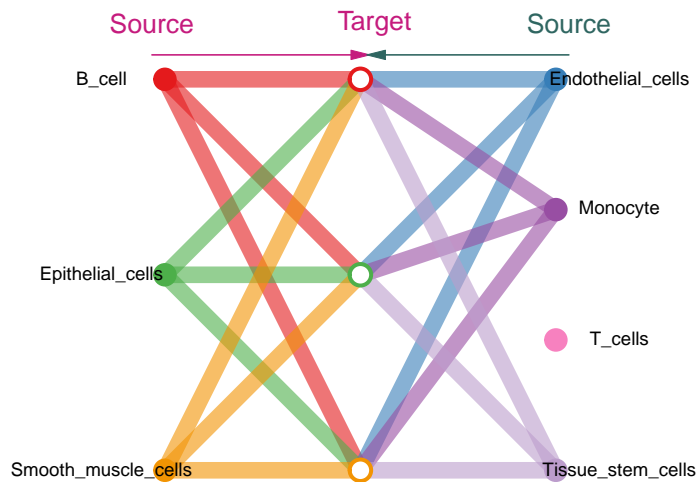 Source Target Source
B_cell Endothelial_cells
Monocyte
Epithelial_cells
T_cells
Smooth_muscle_cells Tissue_stem_cells